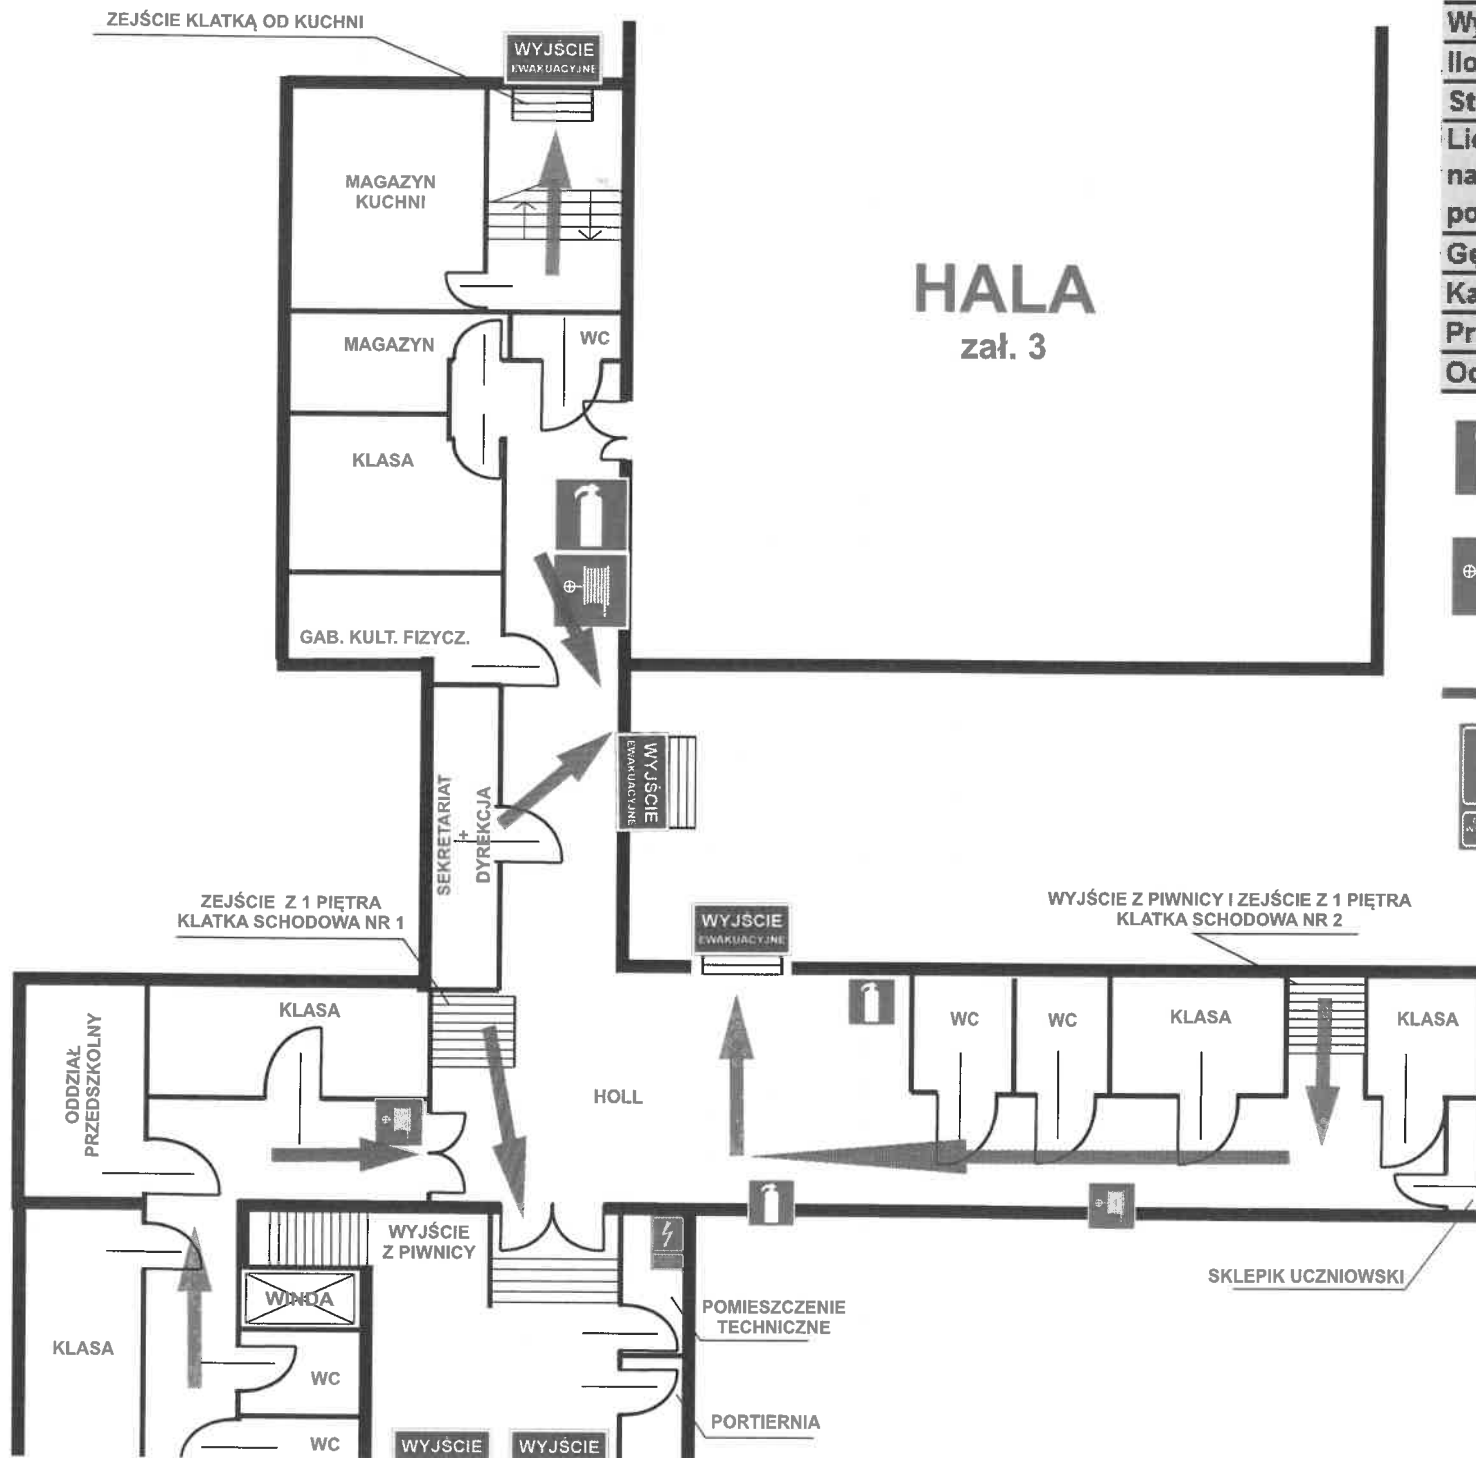 ZEJŚCIE KLATKĄ OD KUCHNI
WYJŚCIE
EWAKUACYJNE
MAGAZYN
KUCHNI
HALA
zał. 3
MAGAZYN
WC
KLASA
GAB. KULT. FIZYCZ.
WYJŚCIE
EWAKUACYJNE
SEKRETARIAT
+
DYREKCJA
ZEJŚCIE Z 1 PIĘTRA
KLATKA SCHODOWA NR 1
WYJŚCIE
EWAKUACYJNE
WYJŚCIE Z PIWNICY I ZEJŚCIE Z 1 PIĘTRA
KLATKA SCHODOWA NR 2
ODDZIAŁ
PRZEDSZKOLNY
KLASA
HOLL
WC
WC
KLASA
KLASA
WYJŚCIE
Z PIWNICY
WINDA
SKLEPIK UCZNIOWSKI
POMIESZCZENIE
TECHNICZNE
KLASA
WC
PORTIERNIA
WC
WYJŚCIE
WYJŚCIE